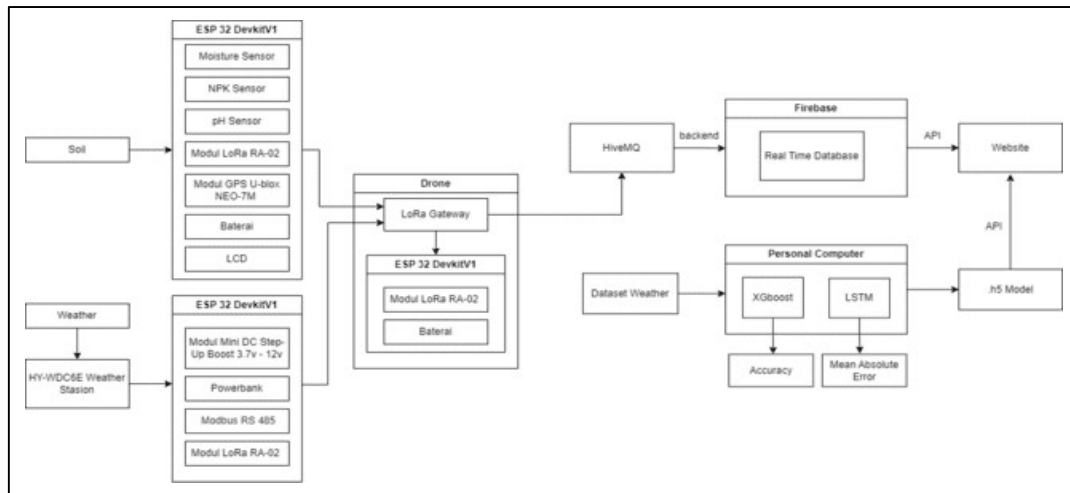 ESP 32 DevkitV1
Moisture Sensor
NPK Sensor
pH Sensor
Modul LoRa RA-02
Modul GPS U-blox
NEO-7M
Baterai
LCD
Soil
Weather
HY-WDC6E Weather
Stasion
ESP 32 DevkitV1
Modul Mini DC Step-
Up Boost 3.7v - 12v
Powerbank
Modbus RS 485
Modul LoRa RA-02
Drone
LoRa Gateway
ESP 32 DevkitV1
Modul LoRa RA-02
Baterai
HiveMQ
backend
Firebase
Real Time Database
API
Website
API
Dataset Weather
Personal Computer
XGboost
LSTM
Accuracy
Mean Absolute
Error
.h5 Model